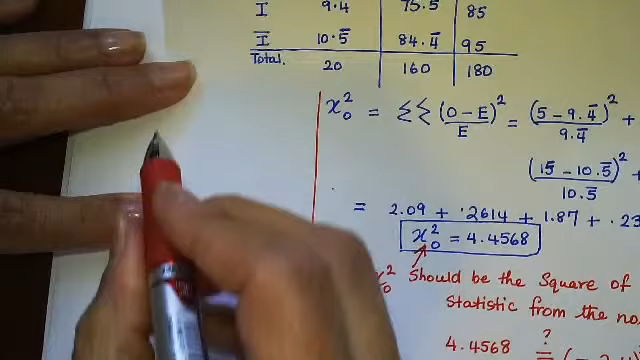 I 9.4 75.5 85
I̅ 10.5̅ 84.4̅ 95
Total. 20 160 180
χ²₀ = ΣΣ (O-E)²/E = (5-9.4̅)²/9.4̅ +
(15-10.5̅)²/10.5̅ +
= 2.09 + .2614 + 1.87 + .23
χ²₀ = 4.4568
χ²₀ should be the square of
statistic from the no
4.4568 ?=